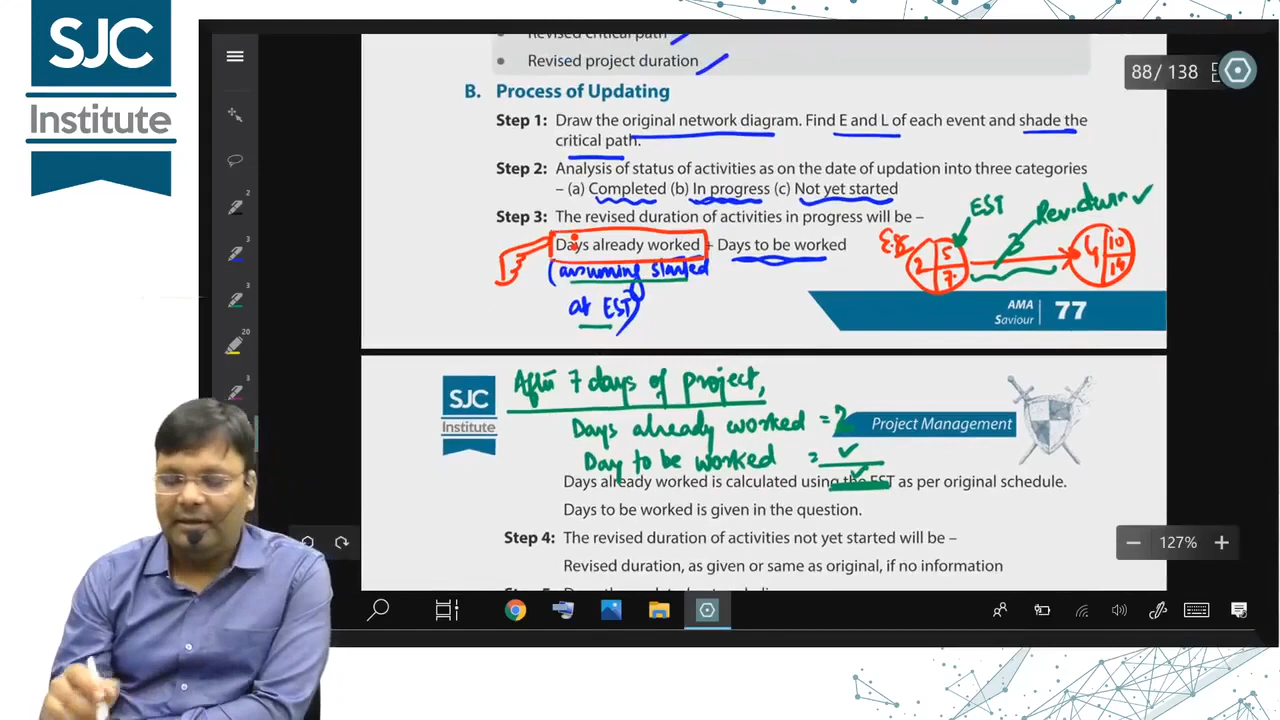 SJC
Institute
88 / 138
• Revised critical path
• Revised project duration
B. Process of Updating
Step 1: Draw the original network diagram. Find E and L of each event and shade the
critical path.
Step 2: Analysis of status of activities as on the date of updation into three categories
– (a) Completed (b) In progress (c) Not yet started
EST
Rev. durn ✓
Step 3: The revised duration of activities in progress will be –
Days already worked + Days to be worked
(assuming started
at EST)
2 5 7
4 10
AMA
Saviour
77
SJC
Institute
After 7 days of project,
Days already worked = 2
Project Management
Day to be worked = ✓
✓
Days already worked is calculated using the EST as per original schedule.
Days to be worked is given in the question.
Step 4: The revised duration of activities not yet started will be –
Revised duration, as given or same as original, if no information
127%
2
3
3
20
3